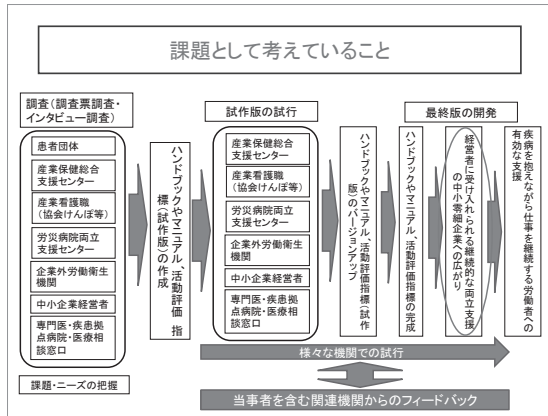 課題として考えていること
調査（調査票調査・
インタビュー調査）
患者団体
産業保健総合
支援センター
産業看護職
（協会けんぽ等）
労災病院両立
支援センター
企業外労働衛生
機関
中小企業経営者
専門医・疾患拠
点病院・医療相
談窓口
課題・ニーズの把握
ハンドブックやマニュアル、活動評価 指
標（試作版）の作成
試作版の試行
産業保健総合
支援センター
産業看護職
（協会けんぽ等）
労災病院両立
支援センター
企業外労働衛生
機関
中小企業経営者
専門医・疾患拠
点病院・医療相
談窓口
ハンドブックやマニュアル、活動評価指標（試作
版）のバージョンアップ
最終版の開発
ハンドブックやマニュアル、活動評価指標の完成
経営者に受け入れられる継続的な両立支援
の中小零細企業への広がり
疾病を抱えながら仕事を継続する労働者への
有効な支援
様々な機関での試行
当事者を含む関連機関からのフィードバック